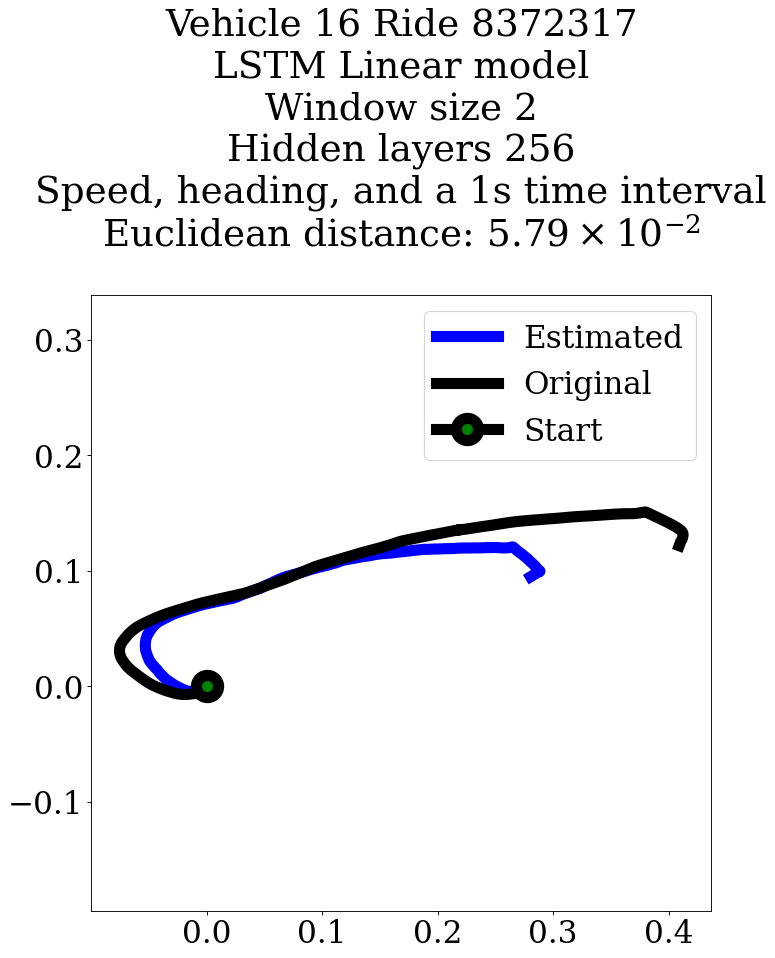 Vehicle 16 Ride 8372317
LSTM Linear model
Window size 2
Hidden layers 256
Speed, heading, and a 1s time interval
Euclidean distance: 5.79 × 10⁻²
Estimated
Original
Start
0.3
0.2
0.1
0.0
−0.1
0.0 0.1 0.2 0.3 0.4